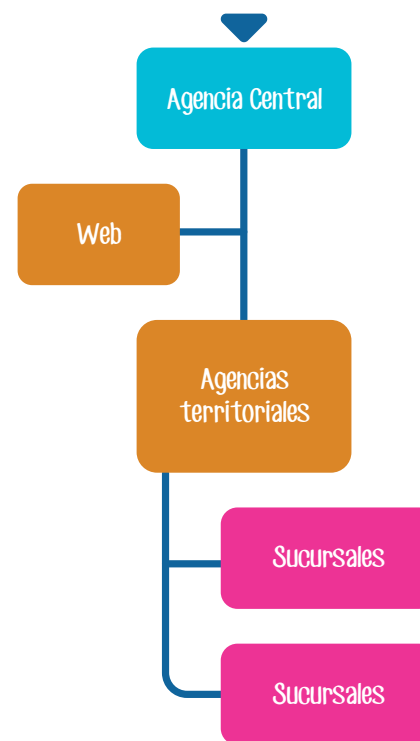 Agencia Central
Web
Agencias
territoriales
Sucursales
Sucursales